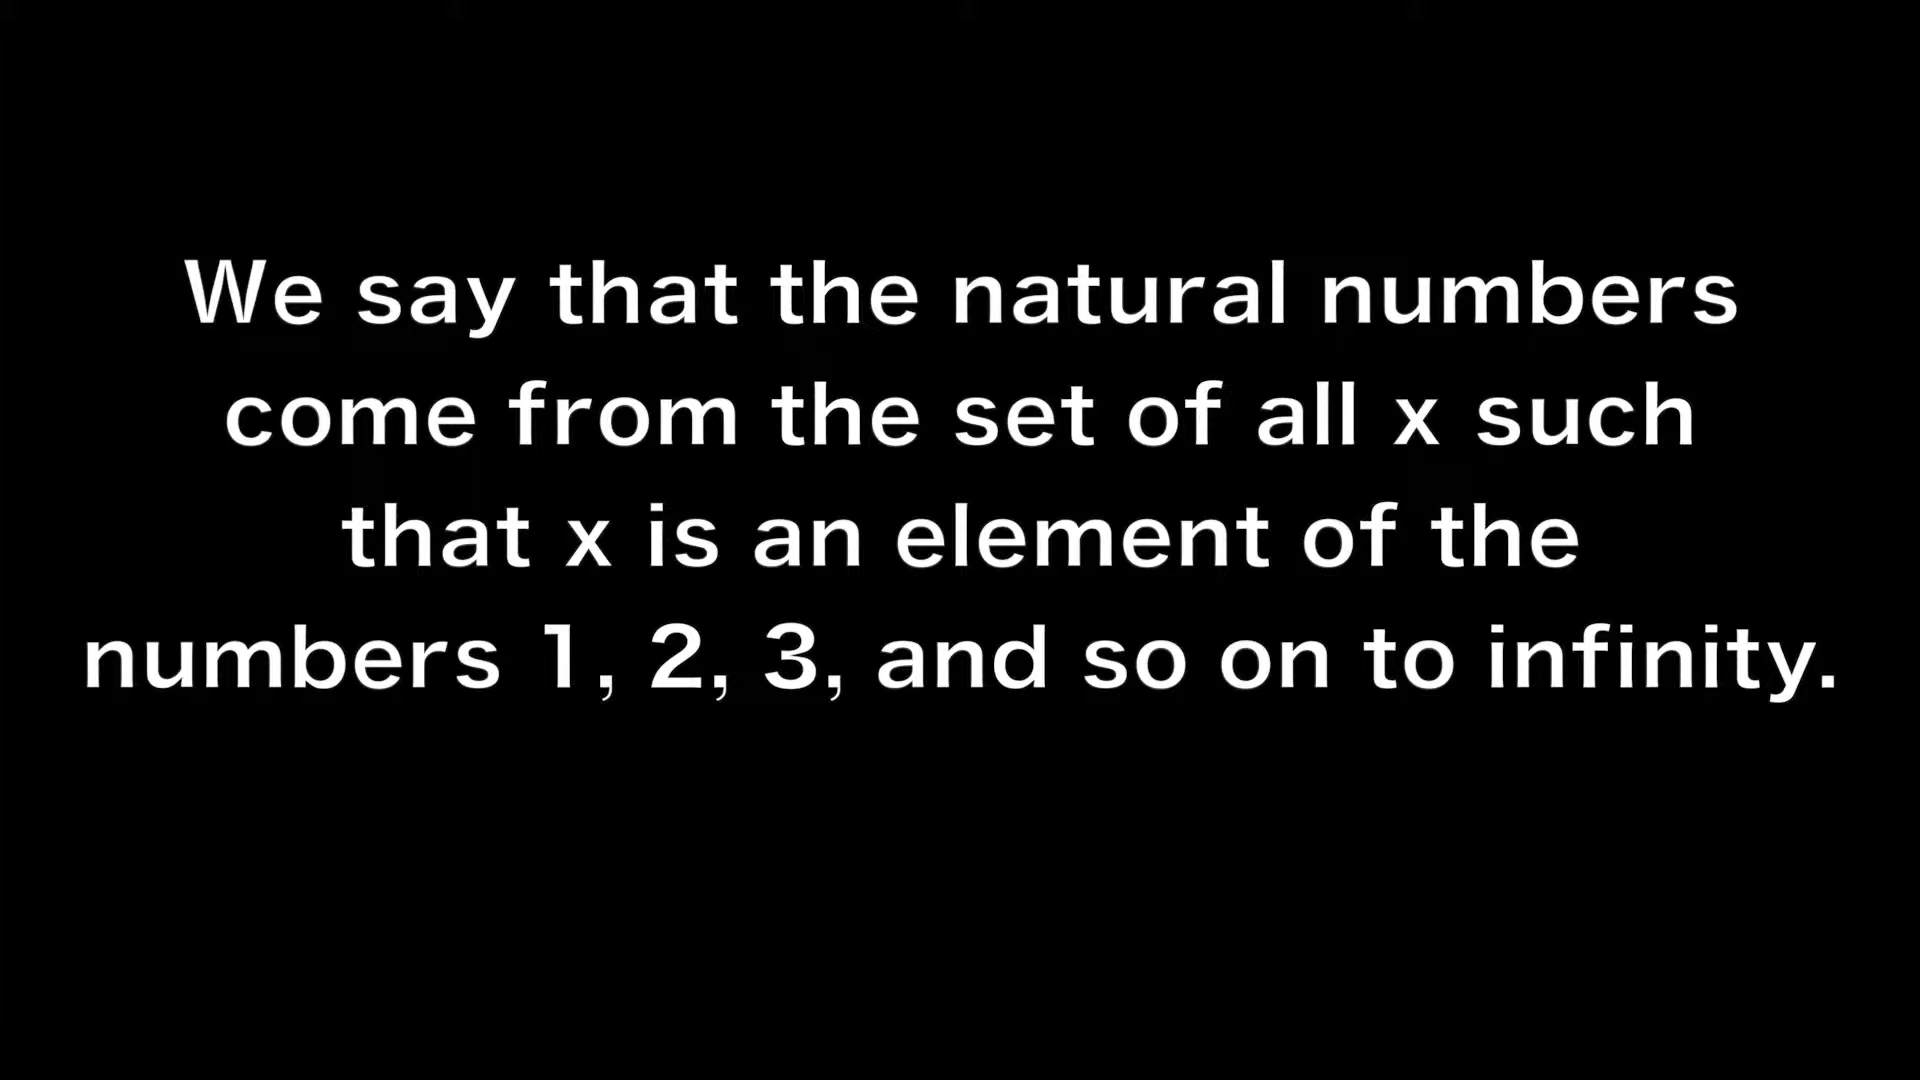 We say that the natural numbers
come from the set of all x such
that x is an element of the
numbers 1, 2, 3, and so on to infinity.